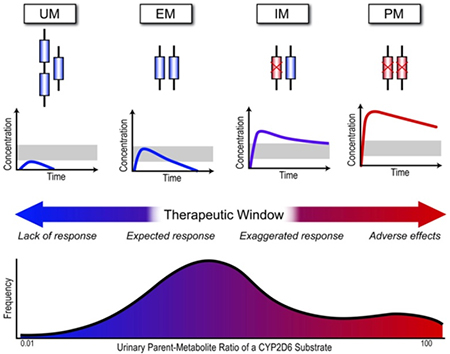 UM
EM
IM
PM
Concentration
Time
Concentration
Time
Concentration
Time
Concentration
Time
Therapeutic Window
Lack of response
Expected response
Exaggerated response
Adverse effects
Frequency
0.01
Urinary Parent-Metabolite Ratio of a CYP2D6 Substrate
100